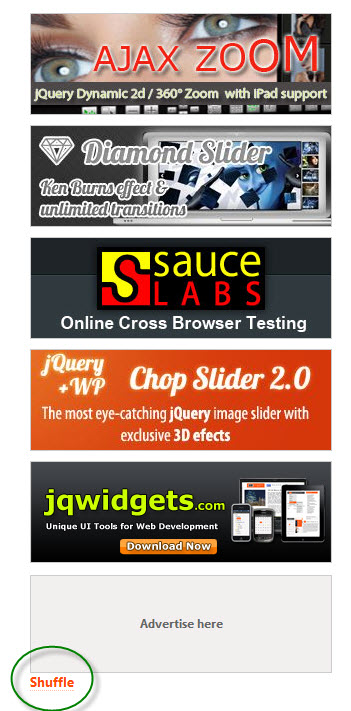 AJAX ZOOM
jQuery Dynamic 2d / 360° Zoom with iPad support
Diamond Slider
Ken Burns effect &
unlimited transitions
sauce
LABS
Online Cross Browser Testing
jQuery
+WP
Chop Slider 2.0
The most eye-catching jQuery image slider with
exclusive 3D efects
jqwidgets.com
Unique UI Tools for Web Development
Download Now
Advertise here
Shuffle